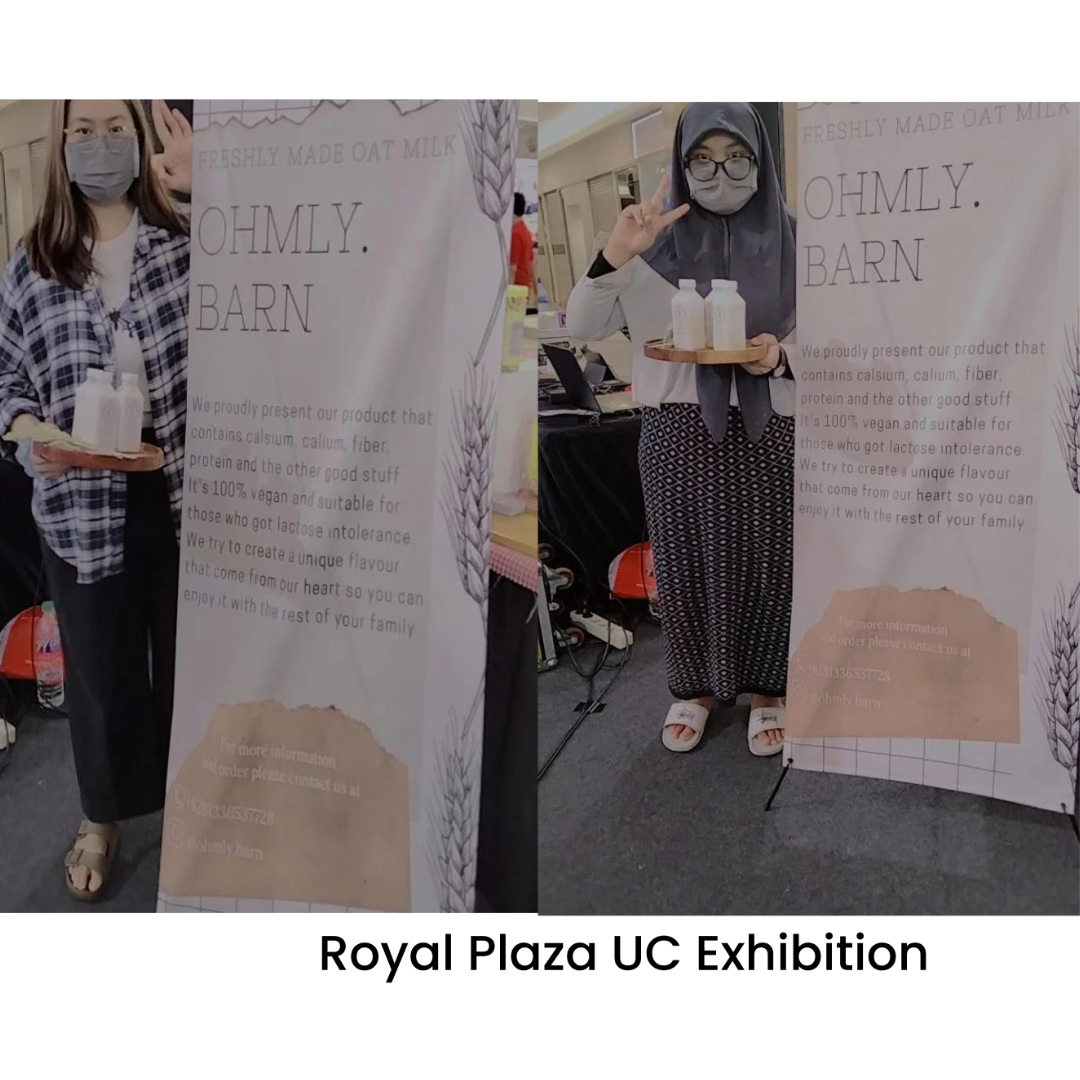 FRESHLY MADE OAT MILK
OHMLY.
BARN
We proudly present our product that
contains calsium, calium, fiber,
protein and the other good stuff
It's 100% vegan and suitable for
those who got lactose intolerance.
We try to create a unique flavour
that come from our heart so you can
enjoy it with the rest of your family
For more information
and order please contact us at
+6281336537728
@ohmly.barn
FRESHLY MADE OAT MILK
OHMLY.
BARN
We proudly present our product that
contains calsium, calium, fiber,
protein and the other good stuff
It's 100% vegan and suitable for
those who got lactose intolerance
We try to create a unique flavour
that come from our heart so you can
enjoy it with the rest of your family
For more information
and order please contact us at
+6281336537728
@ohmly.barn
Royal Plaza UC Exhibition